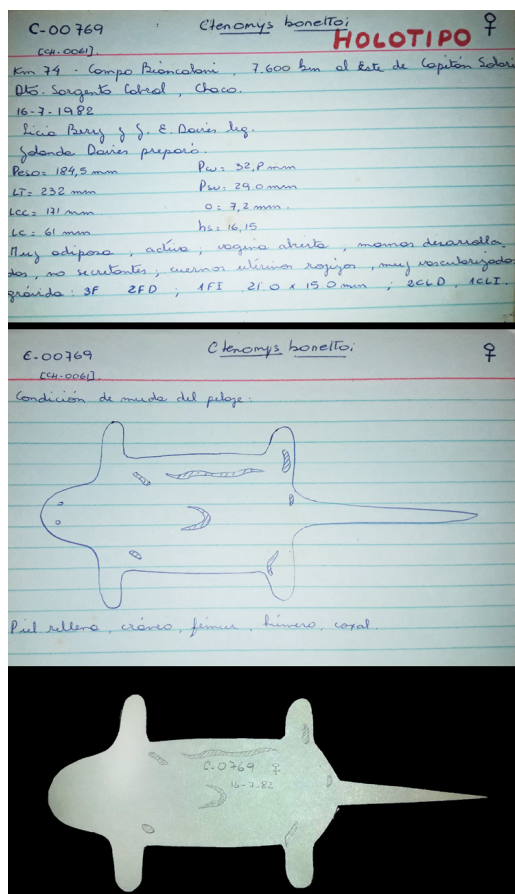 C-00769 Ctenomys bonettoi HOLOTIPO ♀
[CH-0061].
Km 74 - Campo Biancalani, 7.600 km al Este de Capitán Solari
Dto. Sargento Cabral, Chaco.
16-7-1982
Licia Berry y J. E. Davies leg.
Jolanda Davies preparó.
Peso= 184,5 mm Pcu= 32,8 mm
LT= 232 mm Psu= 29.0 mm
LCC= 171 mm o= 7,2 mm.
LC= 61 mm hs= 16,15
Muy adiposa, activa, vagina abierta, mamas desarrolla
das, no secretantes; cuernos uterinos rojizos, muy vascularizados
grávida: 3F 2FD ; 1FI 21.0 x 15.0 mm ; 2CLD, 1CLI.
C-00769 Ctenomys bonettoi ♀
[CH-0061].
Condición de muda del pelaje:
Piel rellena, cráneo, fémur, húmero, coxal.
C-0769 ♀
16-7-82